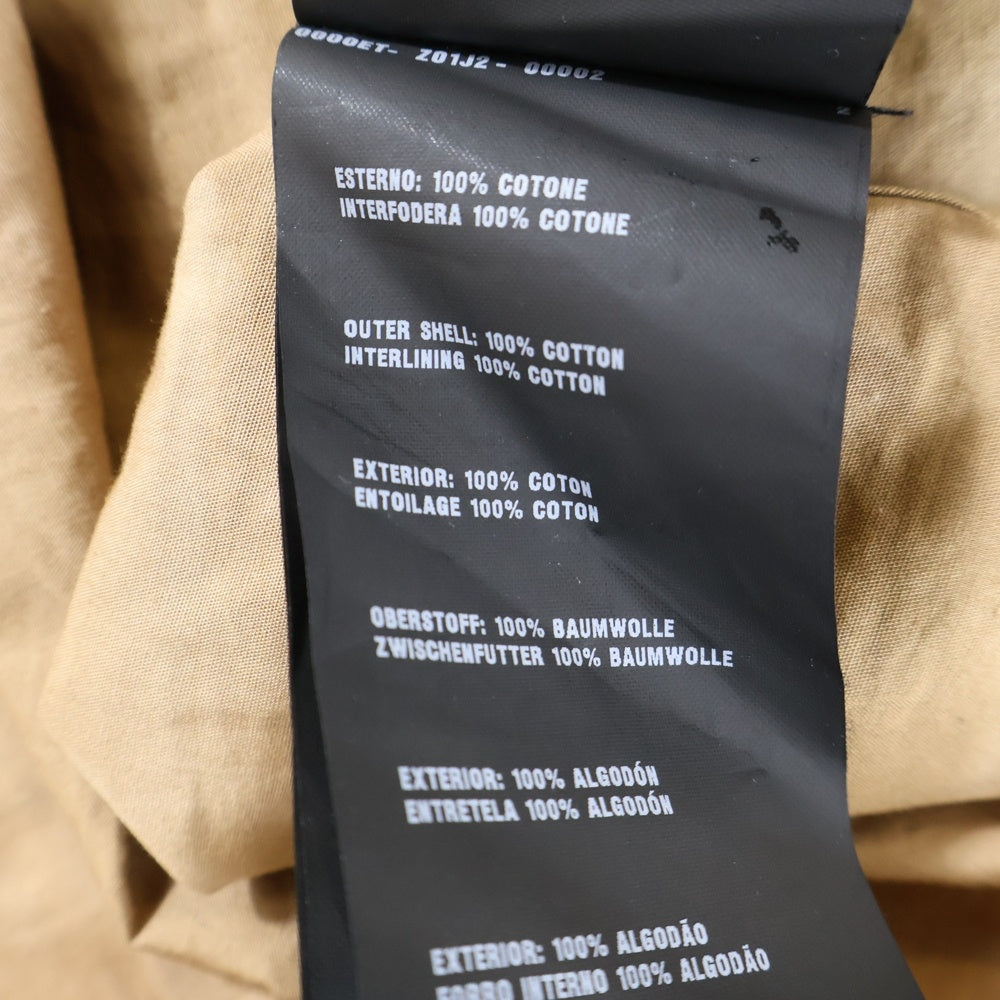 0000ET- Z01J2 - 00002
ESTERNO: 100% COTONE
INTERFODERA 100% COTONE
OUTER SHELL: 100% COTTON
INTERLINING 100% COTTON
EXTERIOR: 100% COTON
ENTOILAGE 100% COTON
OBERSTOFF: 100% BAUMWOLLE
ZWISCHENFUTTER 100% BAUMWOLLE
EXTERIOR: 100% ALGODÓN
ENTRETELA 100% ALGODÓN
EXTERIOR: 100% ALGODÃO
FORRO INTERNO 100% ALGODÃO